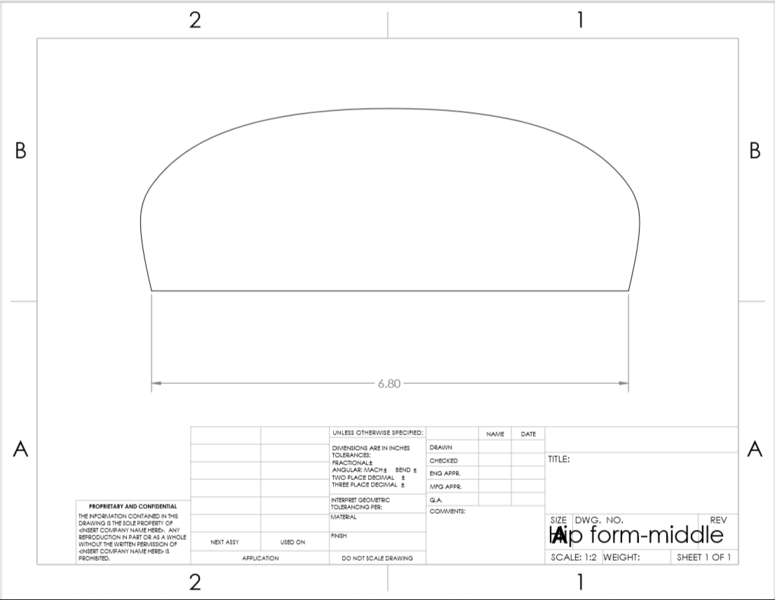 2 1
B B
6.80
A A
UNLESS OTHERWISE SPECIFIED:
NAME DATE
DIMENSIONS ARE IN INCHES
TOLERANCES:
FRACTIONAL±
ANGULAR: MACH± BEND ±
TWO PLACE DECIMAL ±
THREE PLACE DECIMAL ±
DRAWN
CHECKED
ENG APPR.
MFG APPR.
INTERPRET GEOMETRIC
TOLERANCING PER:
Q.A.
COMMENTS:
MATERIAL
FINISH
TITLE:
PROPRIETARY AND CONFIDENTIAL
THE INFORMATION CONTAINED IN THIS
DRAWING IS THE SOLE PROPERTY OF
<INSERT COMPANY NAME HERE>. ANY
REPRODUCTION IN PART OR AS A WHOLE
WITHOUT THE WRITTEN PERMISSION OF
<INSERT COMPANY NAME HERE> IS
PROHIBITED.
NEXT ASSY USED ON
APPLICATION
DO NOT SCALE DRAWING
SIZE DWG. NO. REV
A
Hip form-middle
SCALE: 1:2 WEIGHT: SHEET 1 OF 1
2 1